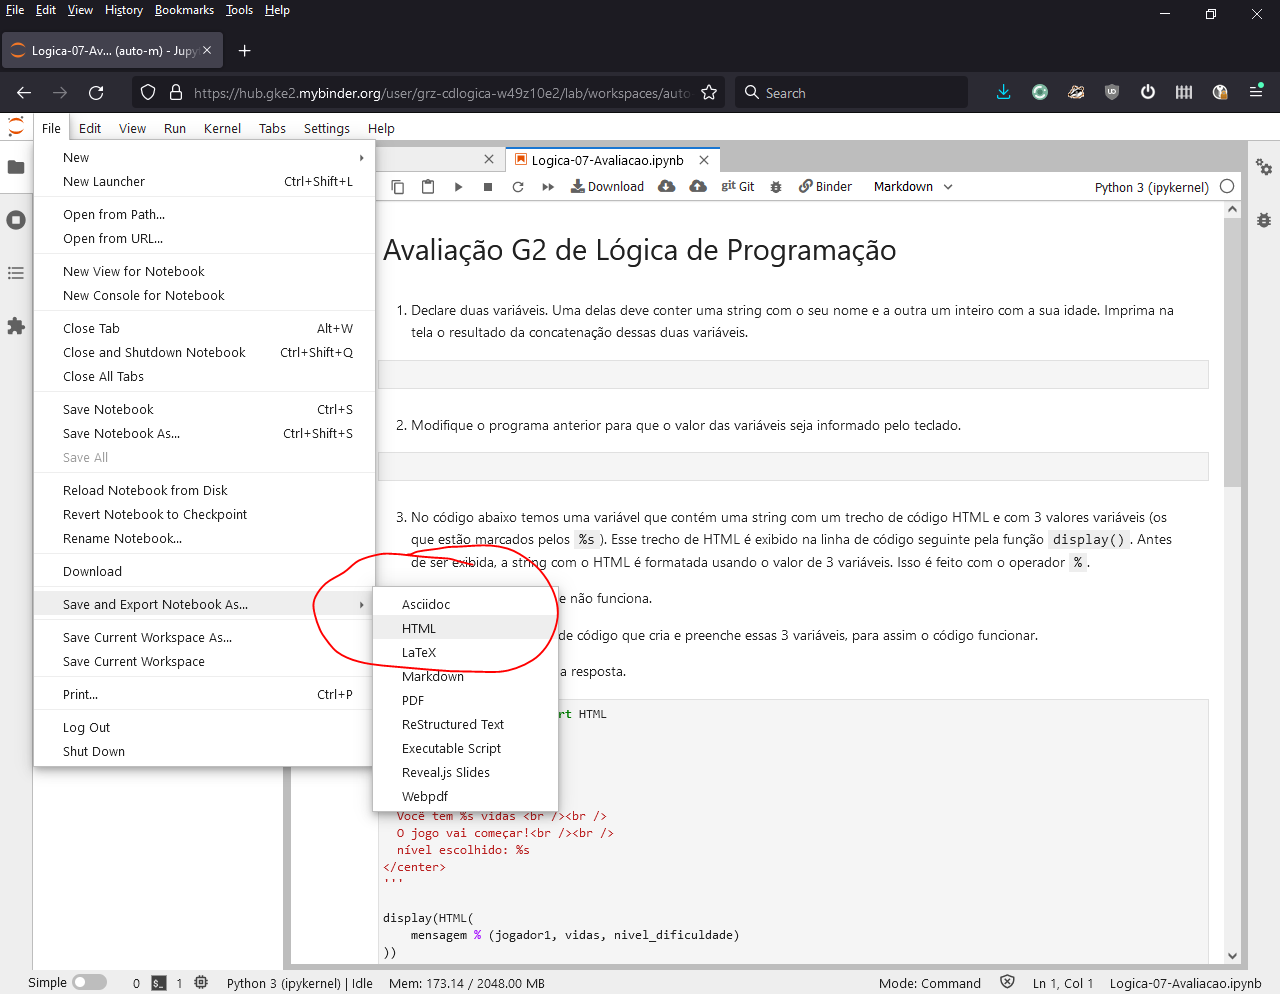 File Edit View History Bookmarks Tools Help
Logica-07-Av... (auto-m) - Jupyt
https://hub.gke2.mybinder.org/user/grz-cdlogica-w49z10e2/lab/workspaces/auto-
Search
File Edit View Run Kernel Tabs Settings Help
New
New Launcher Ctrl+Shift+L
Open from Path...
Open from URL...
New View for Notebook
New Console for Notebook
Close Tab Alt+W
Close and Shutdown Notebook Ctrl+Shift+Q
Close All Tabs
Save Notebook Ctrl+S
Save Notebook As... Ctrl+Shift+S
Save All
Reload Notebook from Disk
Revert Notebook to Checkpoint
Rename Notebook...
Download
Save and Export Notebook As...
Save Current Workspace As...
Save Current Workspace
Print... Ctrl+P
Log Out
Shut Down
Asciidoc
HTML
LaTeX
Markdown
PDF
ReStructured Text
Executable Script
Reveal.js Slides
Webpdf
Logica-07-Avaliacao.ipynb
Download git Git Binder Markdown Python 3 (ipykernel)
Avaliação G2 de Lógica de Programação
1. Declare duas variáveis. Uma delas deve conter uma string com o seu nome e a outra um inteiro com a sua idade. Imprima na
tela o resultado da concatenação dessas duas variáveis.
2. Modifique o programa anterior para que o valor das variáveis seja informado pelo teclado.
3. No código abaixo temos uma variável que contém uma string com um trecho de código HTML e com 3 valores variáveis (os
que estão marcados pelos %s ). Esse trecho de HTML é exibido na linha de código seguinte pela função display() . Antes
de ser exibida, a string com o HTML é formatada usando o valor de 3 variáveis. Isso é feito com o operador % .
e não funciona.
de código que cria e preenche essas 3 variáveis, para assim o código funcionar.
a resposta.
rt HTML
Você tem %s vidas <br /><br />
O jogo vai começar!<br /><br />
nível escolhido: %s
</center>
'''
display(HTML(
mensagem % (jogador1, vidas, nivel_dificuldade)
))
Simple 0 1 Python 3 (ipykernel) | Idle Mem: 173.14 / 2048.00 MB Mode: Command Ln 1, Col 1 Logica-07-Avaliacao.ipynb